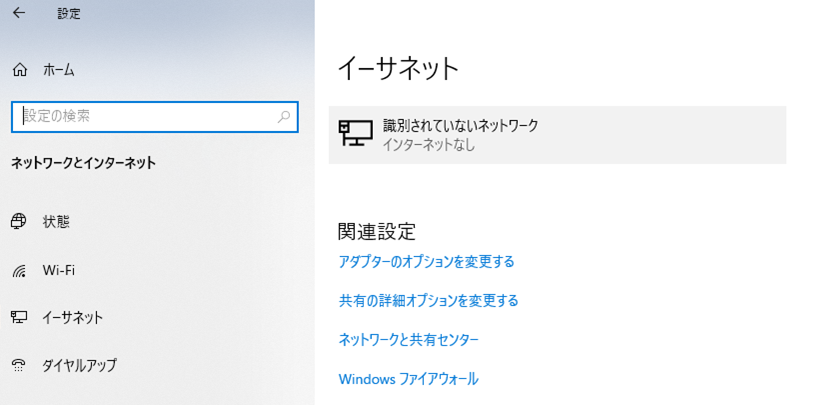 設定
ホーム
設定の検索
ネットワークとインターネット
状態
Wi-Fi
イーサネット
ダイヤルアップ
イーサネット
識別されていないネットワーク
インターネットなし
関連設定
アダプターのオプションを変更する
共有の詳細オプションを変更する
ネットワークと共有センター
Windows ファイアウォール